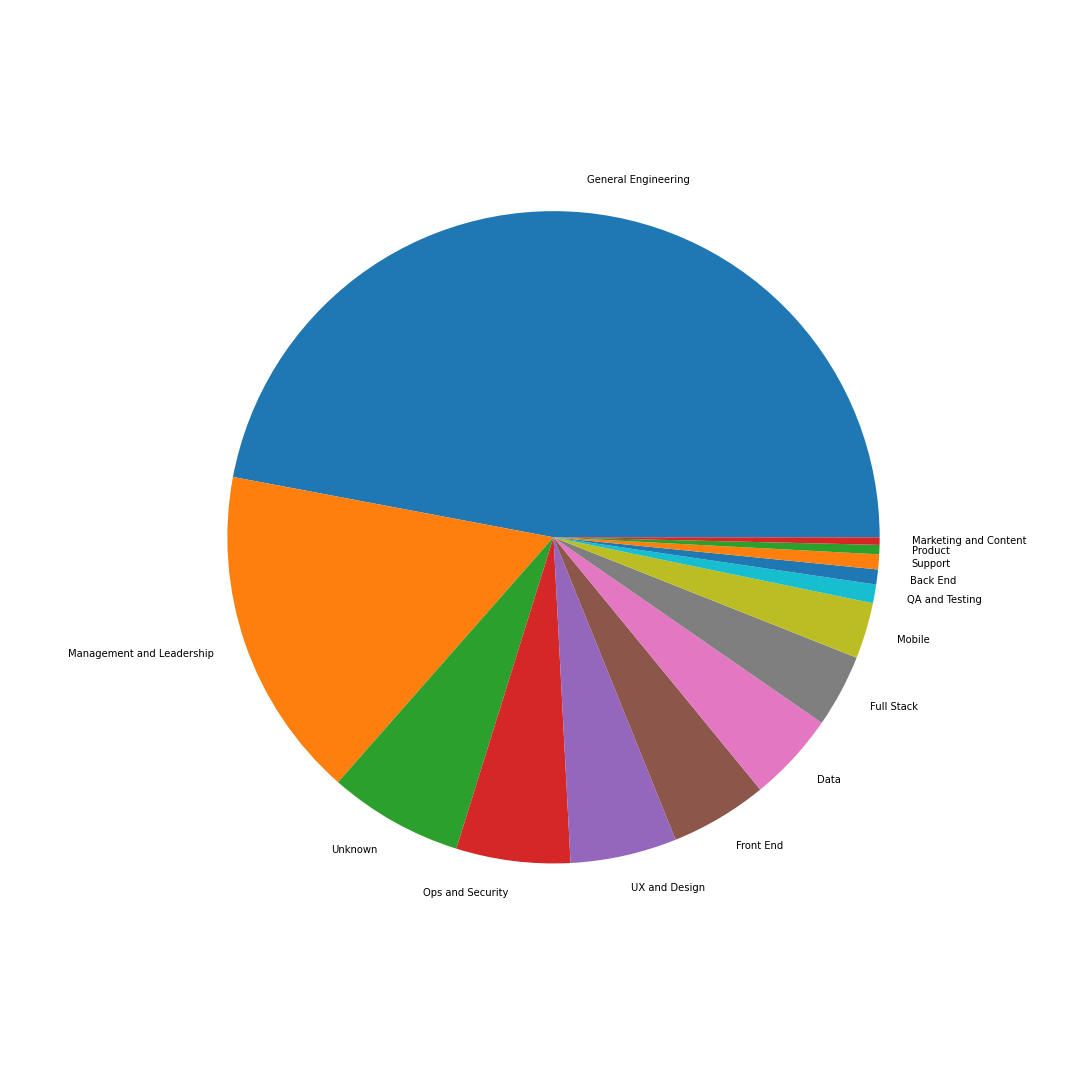 General Engineering
Management and Leadership
Unknown
Ops and Security
UX and Design
Front End
Data
Full Stack
Mobile
QA and Testing
Back End
Support
Product
Marketing and Content